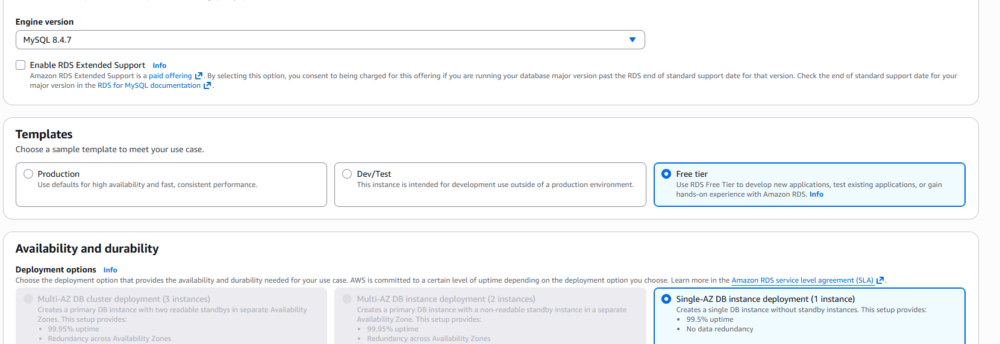 Engine version
MySQL 8.4.7
Enable RDS Extended Support Info
Amazon RDS Extended Support is a paid offering. By selecting this option, you consent to being charged for this offering if you are running your database major version past the RDS end of standard support date for that version. Check the end of standard support date for your
major version in the RDS for MySQL documentation.
Templates
Choose a sample template to meet your use case.
Production
Use defaults for high availability and fast, consistent performance.
Dev/Test
This instance is intended for development use outside of a production environment.
Free tier
Use RDS Free Tier to develop new applications, test existing applications, or gain
hands-on experience with Amazon RDS. Info
Availability and durability
Deployment options Info
Choose the deployment option that provides the availability and durability needed for your use case. AWS is committed to a certain level of uptime depending on the deployment option you choose. Learn more in the Amazon RDS service level agreement (SLA).
Multi-AZ DB cluster deployment (3 instances)
Creates a primary DB instance with two readable standbys in separate Availability
Zones. This setup provides:
• 99.95% uptime
• Redundancy across Availability Zones
Multi-AZ DB instance deployment (2 instances)
Creates a primary DB instance with a non-readable standby instance in a separate
Availability Zone. This setup provides:
• 99.95% uptime
• Redundancy across Availability Zones
Single-AZ DB instance deployment (1 instance)
Creates a single DB instance without standby instances. This setup provides:
• 99.5% uptime
• No data redundancy